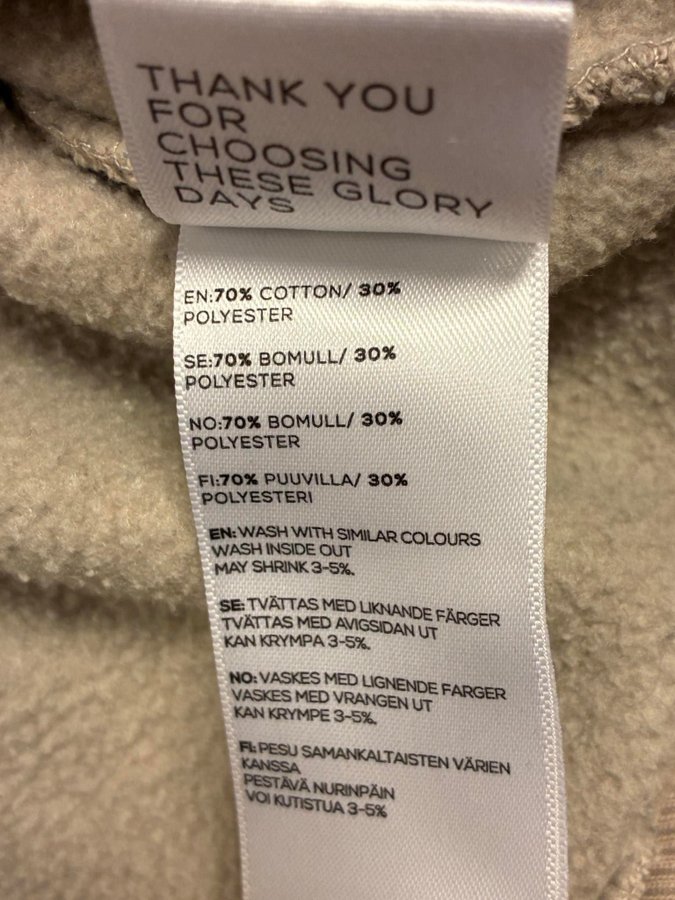 THANK YOU
FOR
CHOOSING
THESE GLORY
DAYS
EN:70% COTTON/ 30%
POLYESTER
SE:70% BOMULL/ 30%
POLYESTER
NO:70% BOMULL/ 30%
POLYESTER
FI:70% PUUVILLA/ 30%
POLYESTERI
EN: WASH WITH SIMILAR COLOURS
WASH INSIDE OUT
MAY SHRINK 3-5%.
SE: TVÄTTAS MED LIKNANDE FÄRGER
TVÄTTAS MED AVIGSIDAN UT
KAN KRYMPA 3-5%.
NO: VASKES MED LIGNENDE FARGER
VASKES MED VRANGEN UT
KAN KRYMPE 3-5%.
FI: PESU SAMANKALTAISTEN VÄRIEN
KANSSA
PESTÄVÄ NURINPÄIN
VOI KUTISTUA 3-5%